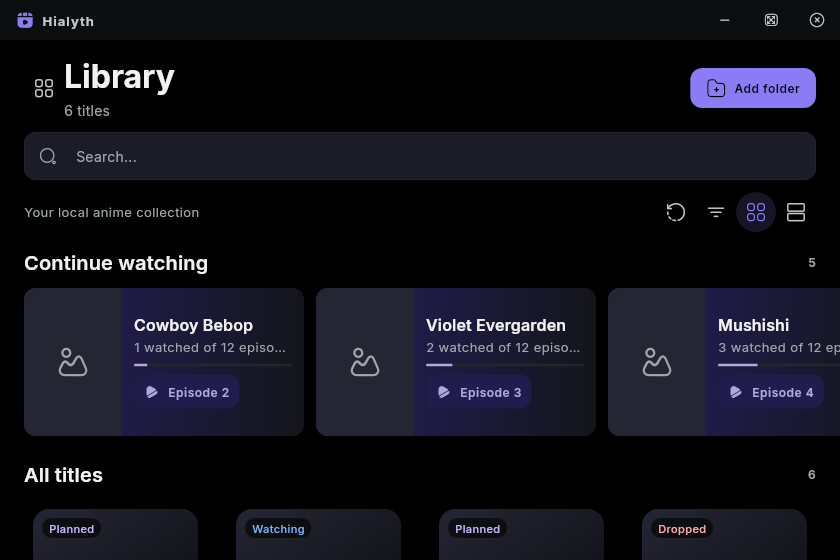 Hialyth
Library
6 titles
Add folder
Search...
Your local anime collection
Continue watching
5
Cowboy Bebop
1 watched of 12 episo...
Episode 2
Violet Evergarden
2 watched of 12 episo...
Episode 3
Mushishi
3 watched of 12 ep
Episode 4
All titles
6
Planned
Watching
Planned
Dropped